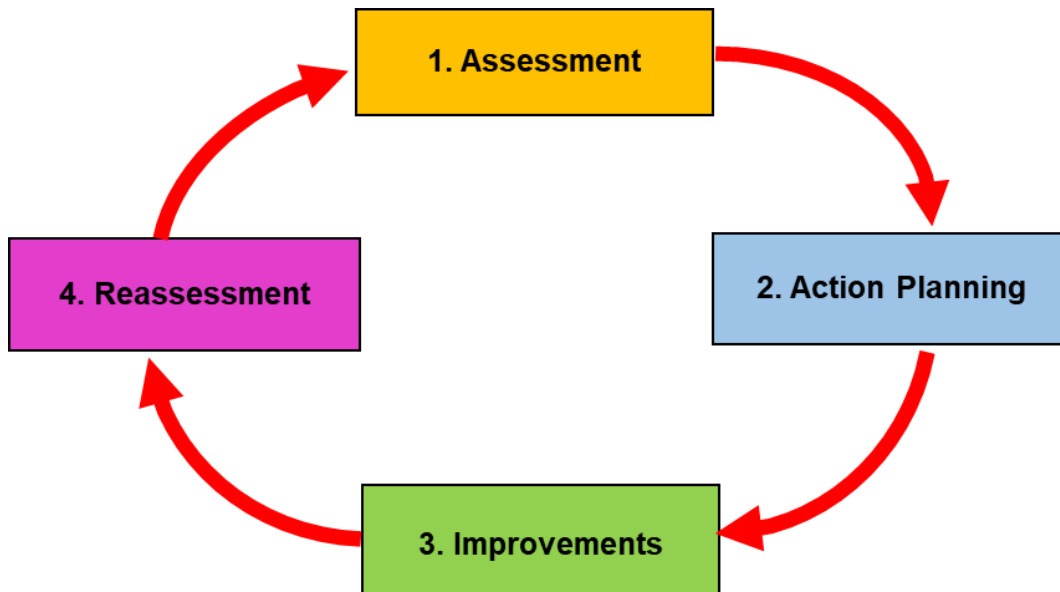 1. Assessment
2. Action Planning
3. Improvements
4. Reassessment